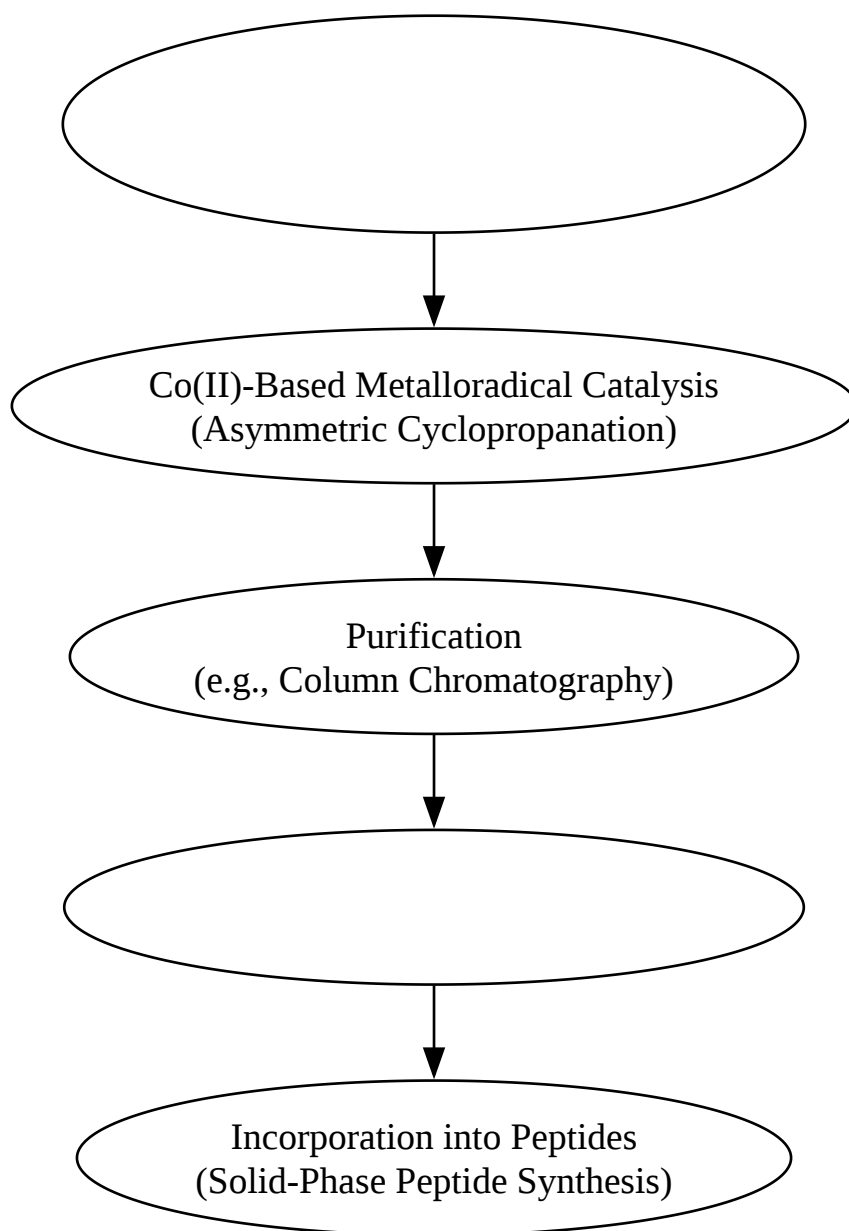 Co(II)-Based Metalloradical Catalysis
(Asymmetric Cyclopropanation)
Purification
(e.g., Column Chromatography)
Incorporation into Peptides
(Solid-Phase Peptide Synthesis)